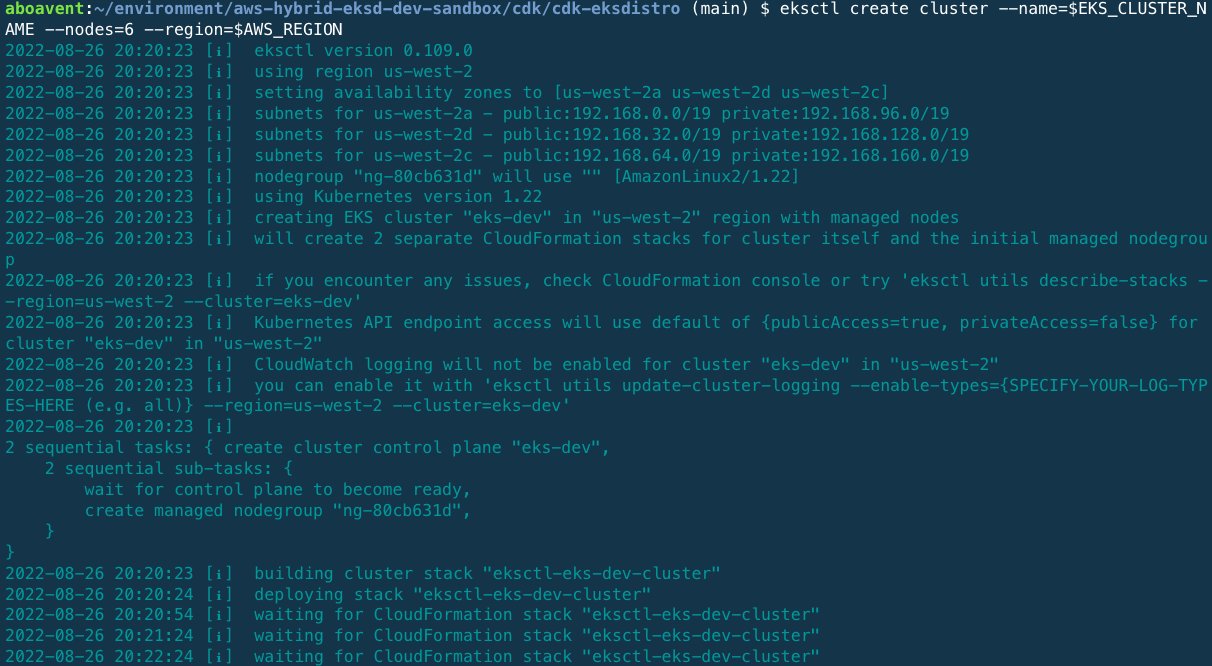 aboavent:~/environment/aws-hybrid-eksd-dev-sandbox/cdk/cdk-eksdistro (main) $ eksctl create cluster --name=$EKS_CLUSTER_N
AME --nodes=6 --region=$AWS_REGION
2022-08-26 20:20:23 [ℹ]  eksctl version 0.109.0
2022-08-26 20:20:23 [ℹ]  using region us-west-2
2022-08-26 20:20:23 [ℹ]  setting availability zones to [us-west-2a us-west-2d us-west-2c]
2022-08-26 20:20:23 [ℹ]  subnets for us-west-2a - public:192.168.0.0/19 private:192.168.96.0/19
2022-08-26 20:20:23 [ℹ]  subnets for us-west-2d - public:192.168.32.0/19 private:192.168.128.0/19
2022-08-26 20:20:23 [ℹ]  subnets for us-west-2c - public:192.168.64.0/19 private:192.168.160.0/19
2022-08-26 20:20:23 [ℹ]  nodegroup "ng-80cb631d" will use "" [AmazonLinux2/1.22]
2022-08-26 20:20:23 [ℹ]  using Kubernetes version 1.22
2022-08-26 20:20:23 [ℹ]  creating EKS cluster "eks-dev" in "us-west-2" region with managed nodes
2022-08-26 20:20:23 [ℹ]  will create 2 separate CloudFormation stacks for cluster itself and the initial managed nodegrou
p
2022-08-26 20:20:23 [ℹ]  if you encounter any issues, check CloudFormation console or try 'eksctl utils describe-stacks -
-region=us-west-2 --cluster=eks-dev'
2022-08-26 20:20:23 [ℹ]  Kubernetes API endpoint access will use default of {publicAccess=true, privateAccess=false} for
cluster "eks-dev" in "us-west-2"
2022-08-26 20:20:23 [ℹ]  CloudWatch logging will not be enabled for cluster "eks-dev" in "us-west-2"
2022-08-26 20:20:23 [ℹ]  you can enable it with 'eksctl utils update-cluster-logging --enable-types={SPECIFY-YOUR-LOG-TYP
ES-HERE (e.g. all)} --region=us-west-2 --cluster=eks-dev'
2022-08-26 20:20:23 [ℹ]
2 sequential tasks: { create cluster control plane "eks-dev",
    2 sequential sub-tasks: {
        wait for control plane to become ready,
        create managed nodegroup "ng-80cb631d",
    }
}
2022-08-26 20:20:23 [ℹ]  building cluster stack "eksctl-eks-dev-cluster"
2022-08-26 20:20:24 [ℹ]  deploying stack "eksctl-eks-dev-cluster"
2022-08-26 20:20:54 [ℹ]  waiting for CloudFormation stack "eksctl-eks-dev-cluster"
2022-08-26 20:21:24 [ℹ]  waiting for CloudFormation stack "eksctl-eks-dev-cluster"
2022-08-26 20:22:24 [ℹ]  waiting for CloudFormation stack "eksctl-eks-dev-cluster"